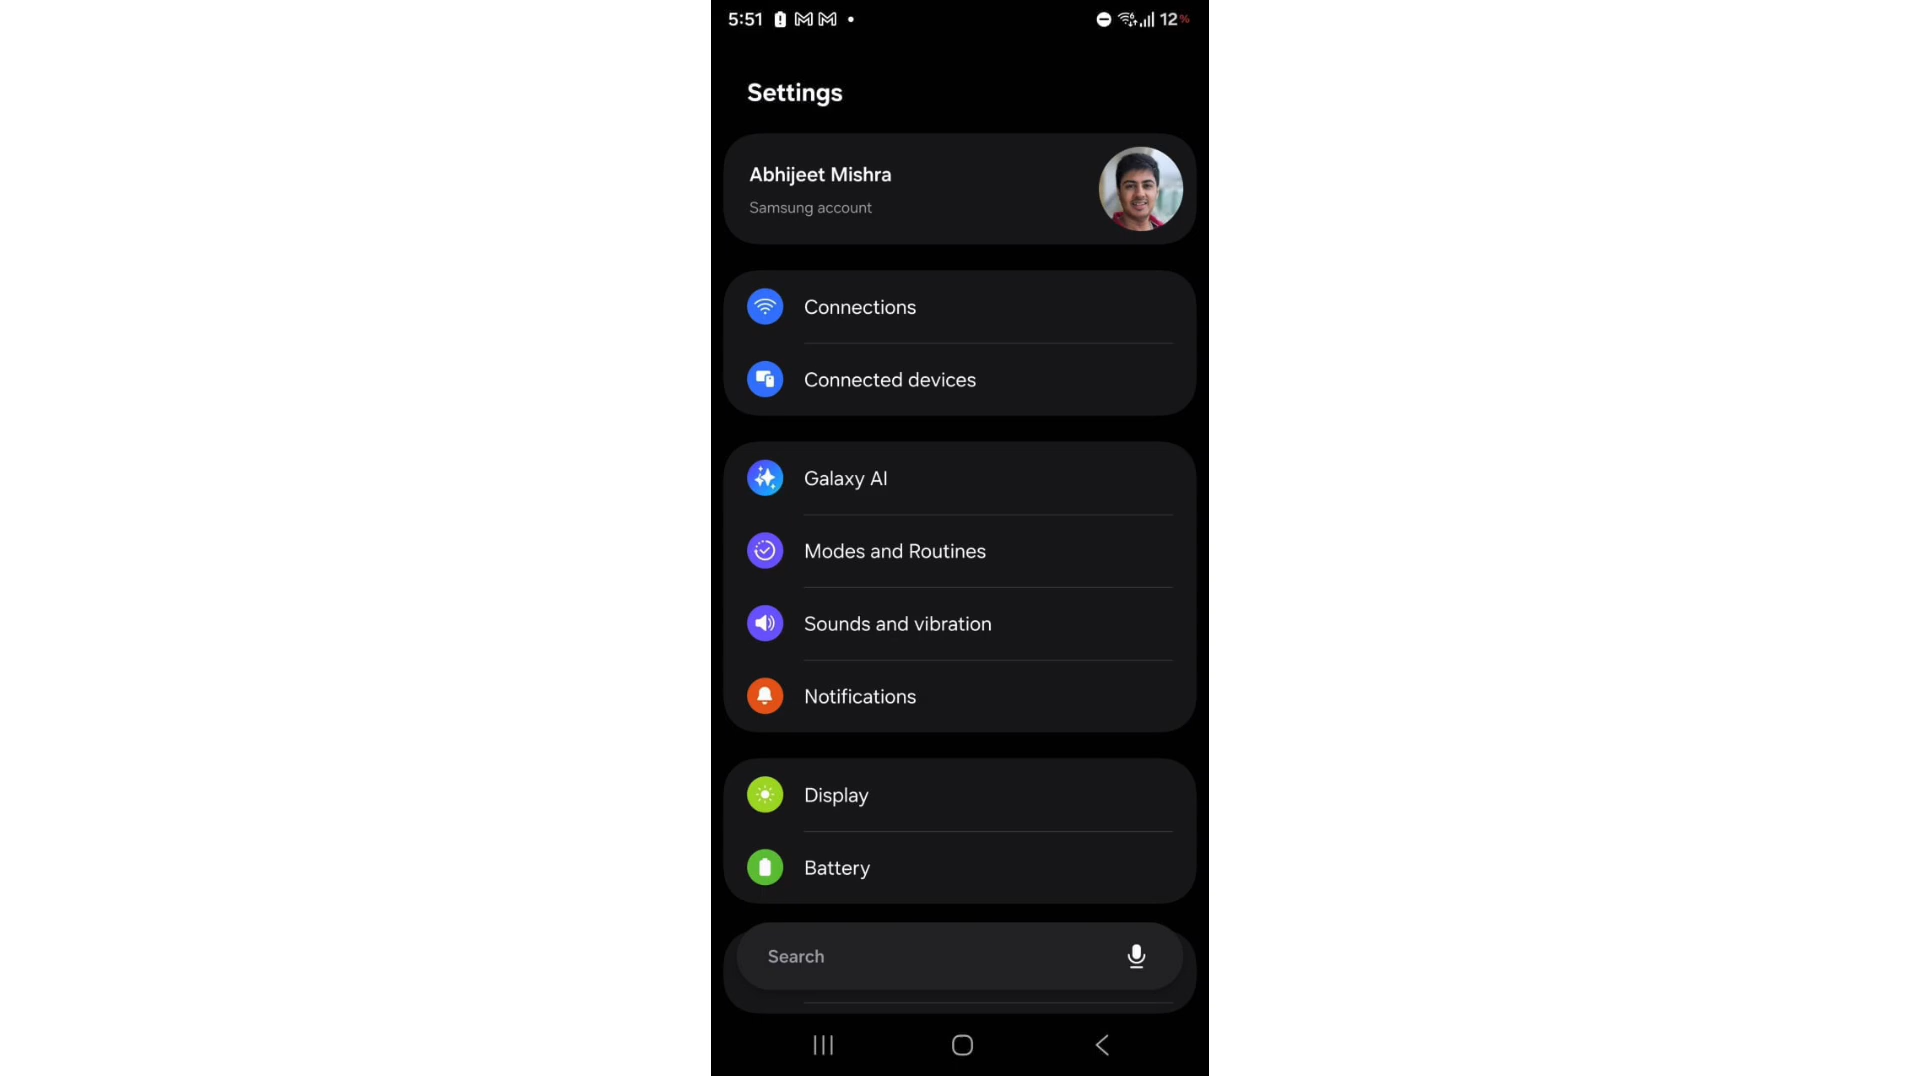 5:51
12%
Settings
Abhijeet Mishra
Samsung account
Connections
Connected devices
Galaxy AI
Modes and Routines
Sounds and vibration
Notifications
Display
Battery
Search